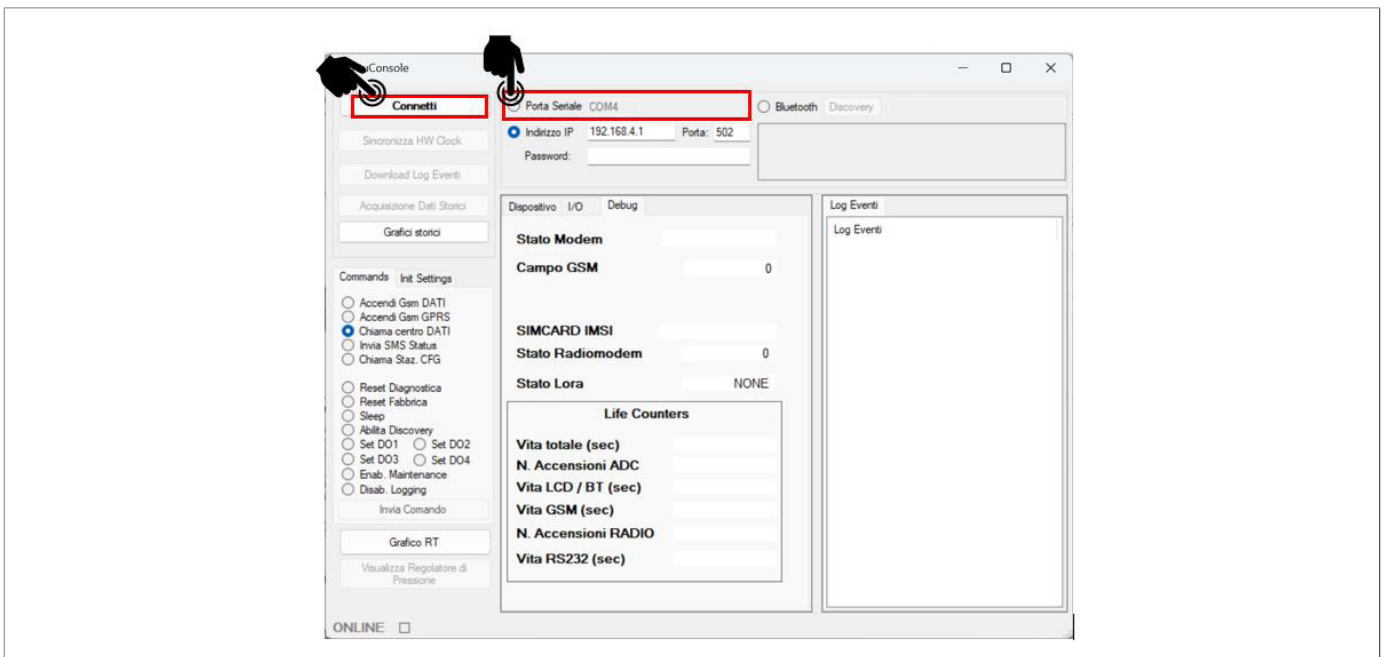 uConsole
Connetti
Porta Seriale COM4
Bluetooth Discovery
Indirizzo IP 192.168.4.1 Porta: 502
Password:
Sincronizza HW Clock
Download Log Eventi
Acquisizione Dati Storici
Grafici storici
Dispositivo I/O Debug
Stato Modem
Campo GSM 0
SIMCARD IMSI
Stato Radiomodem 0
Stato Lora NONE
Life Counters
Vita totale (sec)
N. Accensioni ADC
Vita LCD / BT (sec)
Vita GSM (sec)
N. Accensioni RADIO
Vita RS232 (sec)
Log Eventi
Log Eventi
Commands Init Settings
Accendi Gsm DATI
Accendi Gsm GPRS
Chiama centro DATI
Invia SMS Status
Chiama Staz. CFG
Reset Diagnostica
Reset Fabbrica
Sleep
Abilita Discovery
Set DO1 Set DO2
Set DO3 Set DO4
Enab. Maintenance
Disab. Logging
Invia Comando
Grafico RT
Visualizza Regolatore di
Pressione
ONLINE